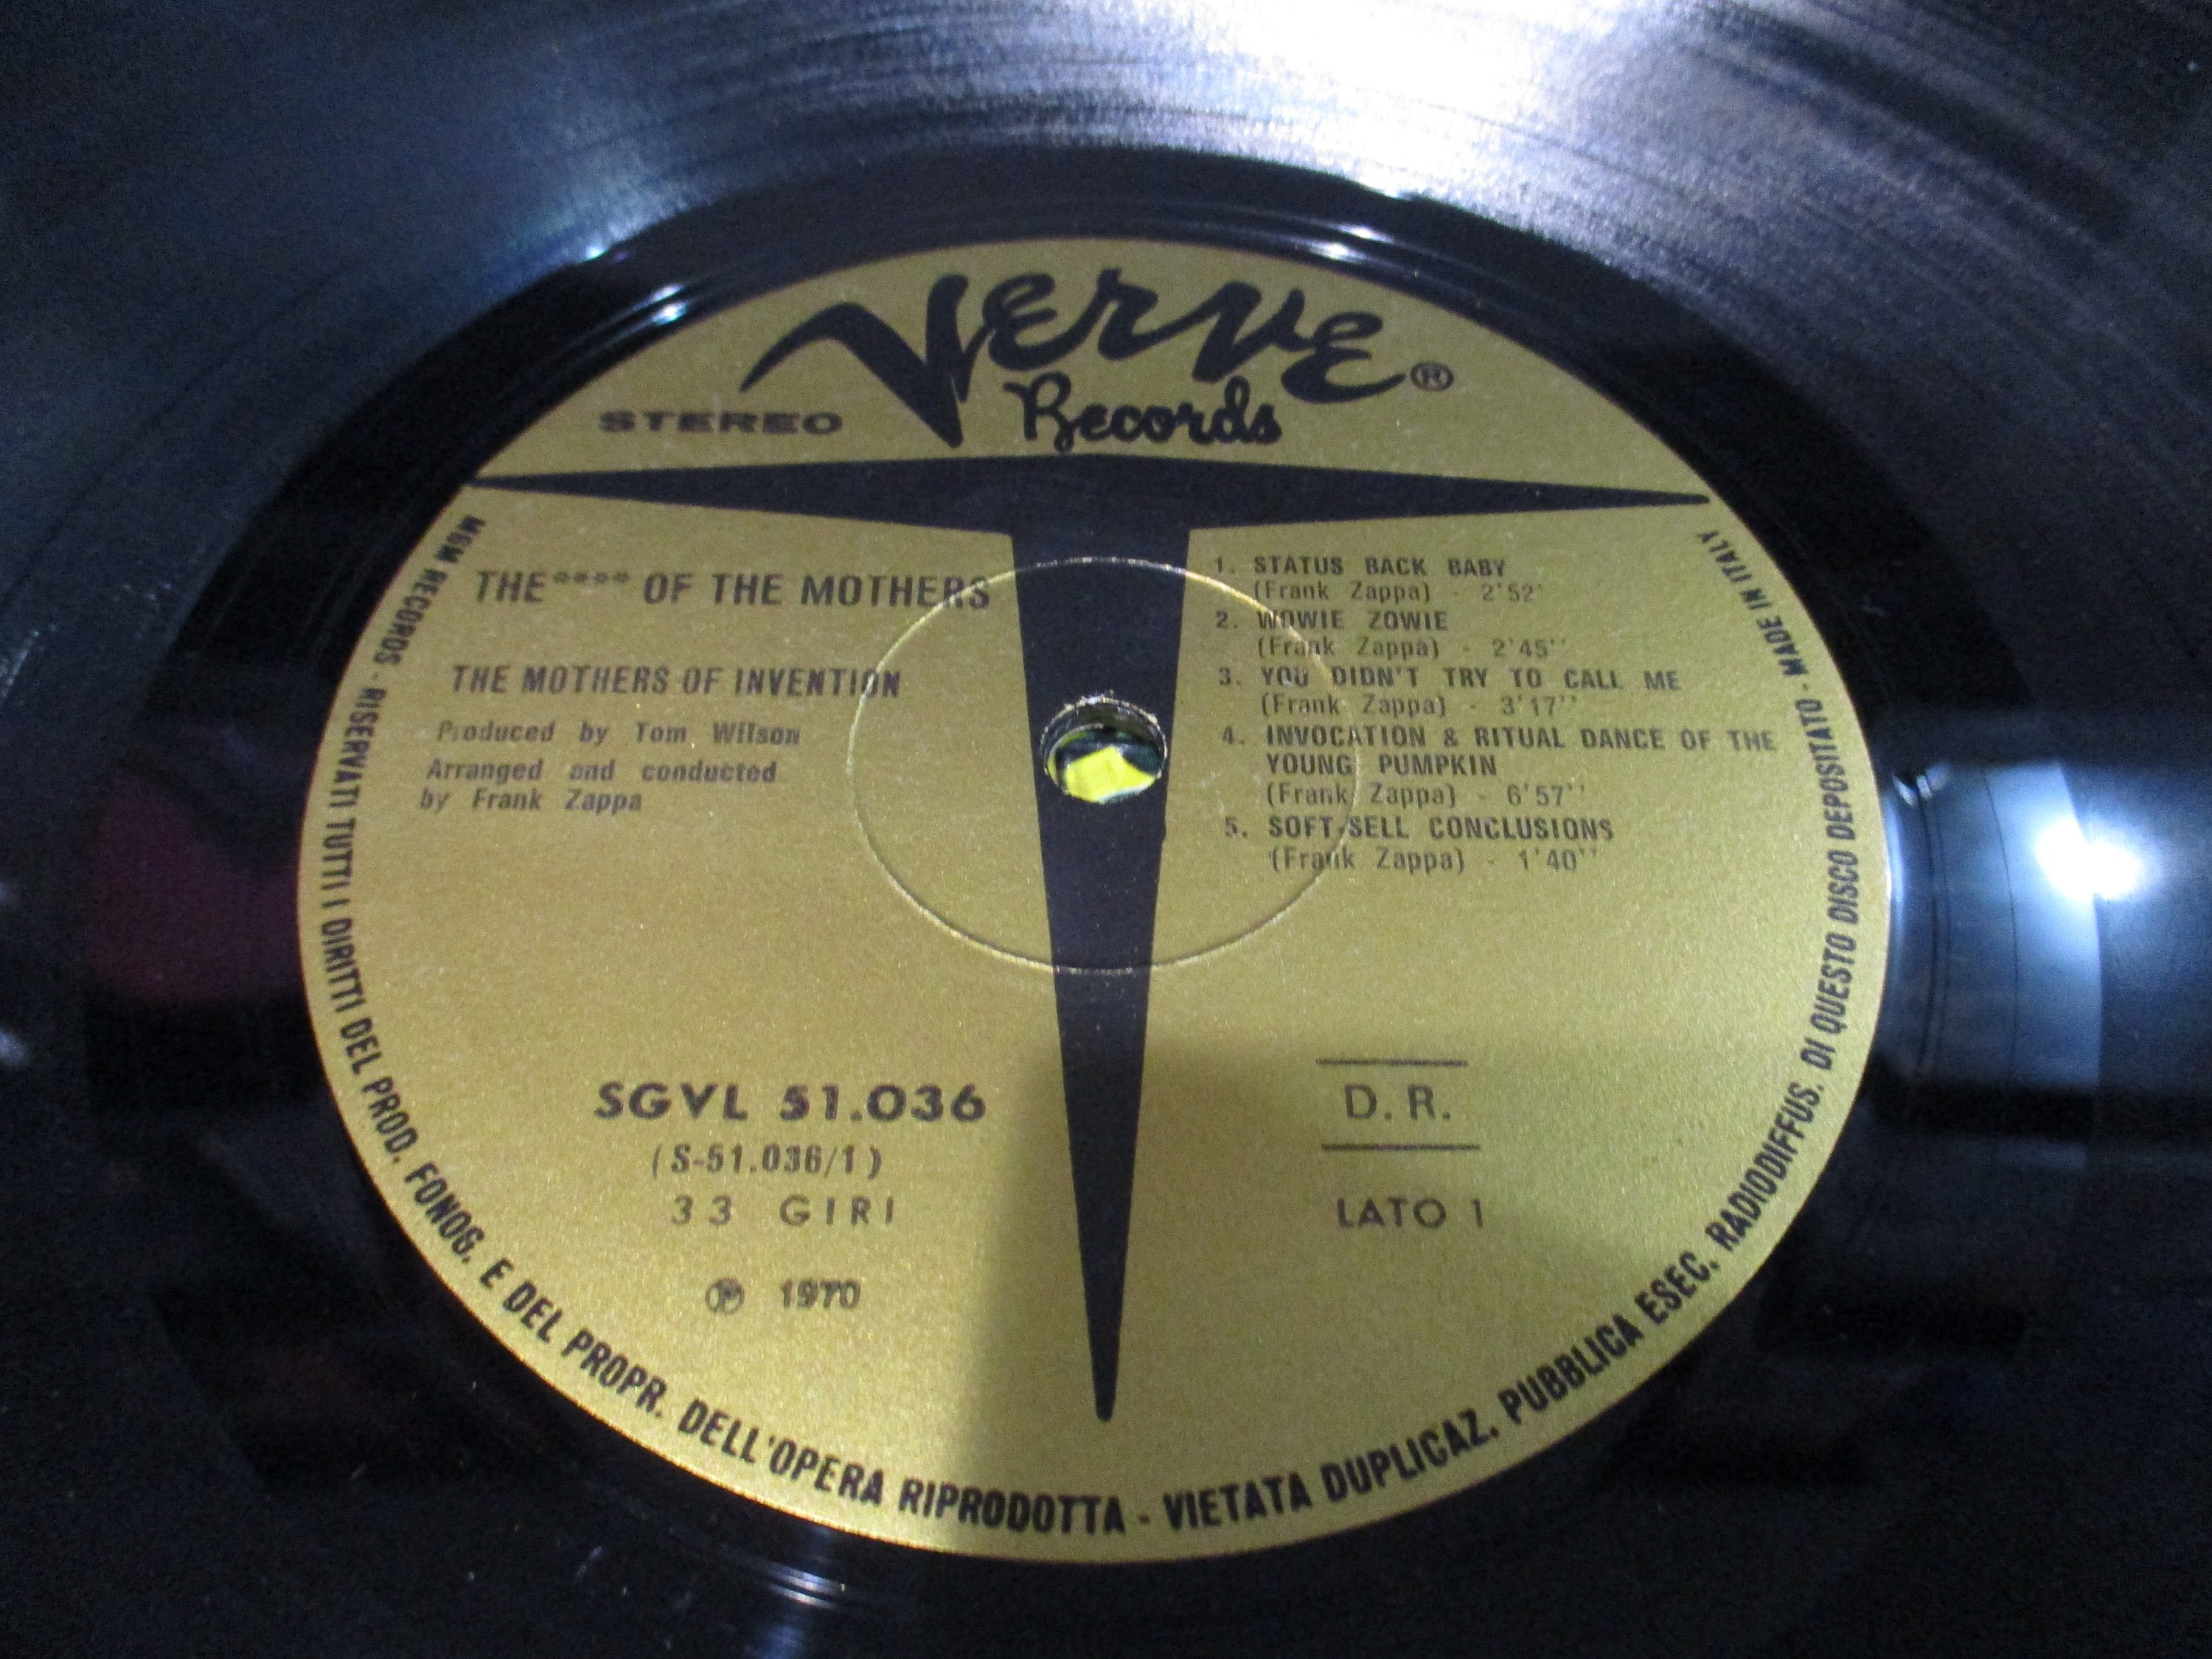 Verve ®
Records
STEREO
THE**** OF THE MOTHERS
THE MOTHERS OF INVENTION
Produced by Tom Wilson
Arranged and conducted
by Frank Zappa
1. STATUS BACK BABY
(Frank Zappa) - 2'52'
2. WOWIE ZOWIE
(Frank Zappa) - 2'45''
3. YOU DIDN'T TRY TO CALL ME
(Frank Zappa) - 3'17''
4. INVOCATION & RITUAL DANCE OF THE
YOUNG PUMPKIN
(Frank Zappa) - 6'57''
5. SOFT-SELL CONCLUSIONS
(Frank Zappa) - 1'40''
SGVL 51.036
(S-51.036/1)
33 GIRI
℗ 1970
D.R.
LATO 1
MGM RECORDS - RISERVATI TUTTI I DIRITTI DEL PROD. FONOG. E DEL PROPR. DELL'OPERA RIPRODOTTA - VIETATA DUPLICAZ. PUBBLICA ESEC. RADIODIFFUS. DI QUESTO DISCO DEPOSITATO - MADE IN ITALY